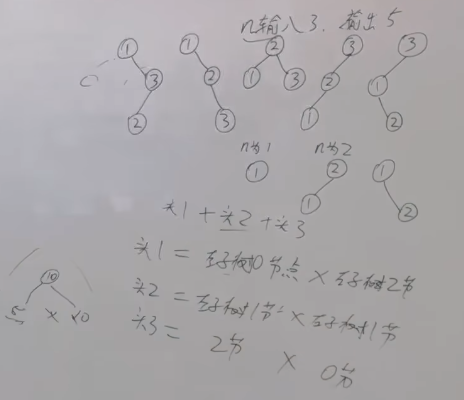 n输入3. 输出5
1 3 2
1 2 3
2 1 3
3 2 1
3 1 2
n为1
1
n为2
2 1
1 2
头1 + 头2 + 头3
头1 = 左子树0节点 × 右子树2节
头2 = 左子树1节 × 右子树1节
头3 = 2节 × 0节
10
5 × 10